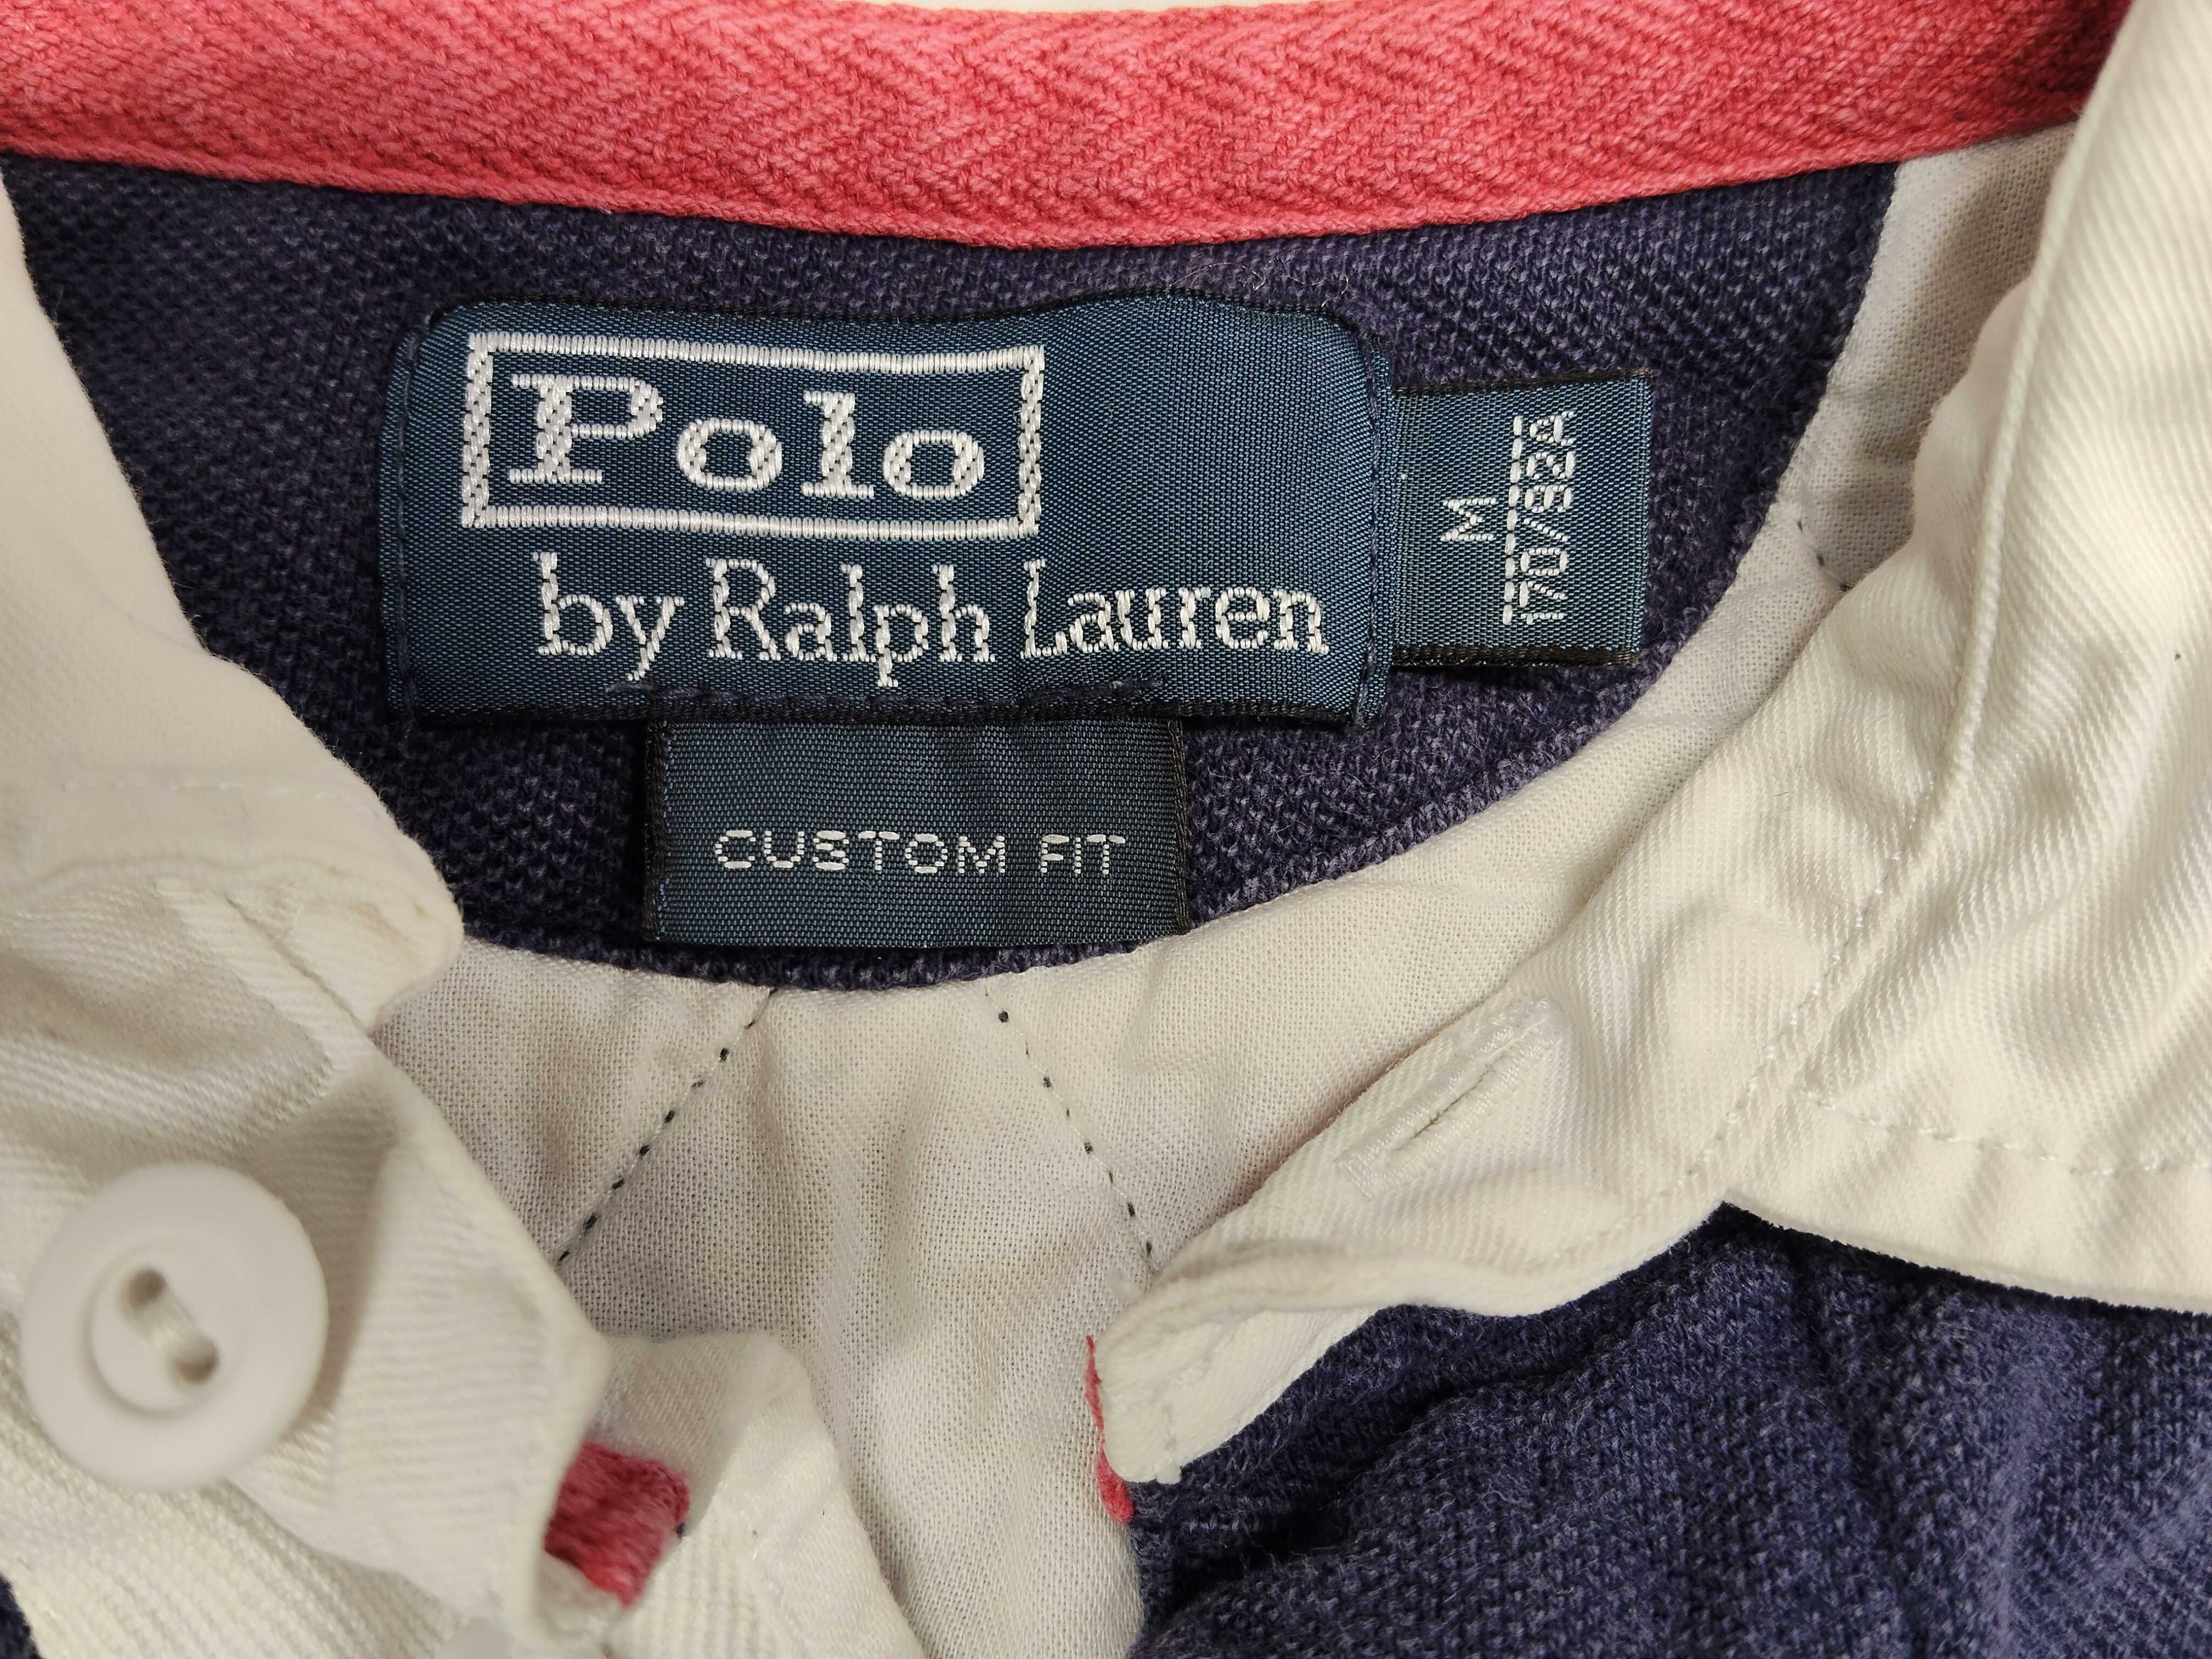 Polo
by Ralph Lauren
M
170/92A
CUSTOM FIT